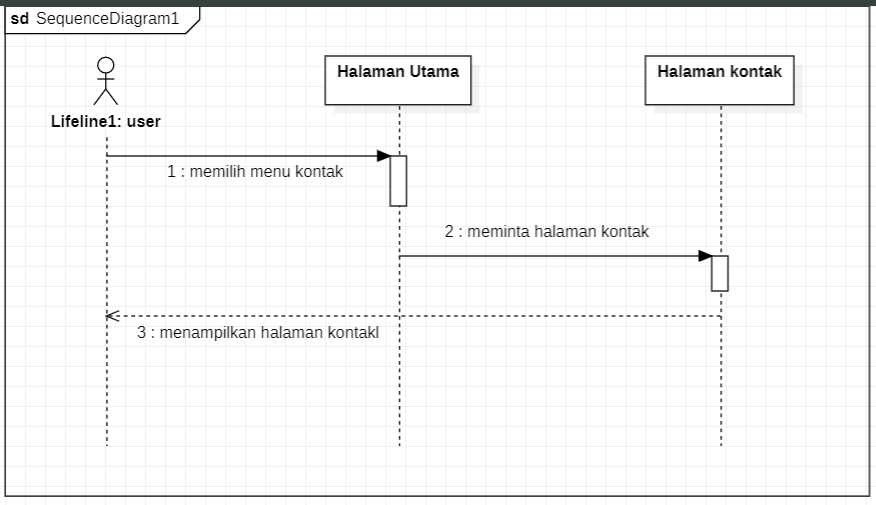 sd SequenceDiagram1
Halaman Utama
Halaman kontak
Lifeline1: user
1 : memilih menu kontak
2 : meminta halaman kontak
3 : menampilkan halaman kontakl